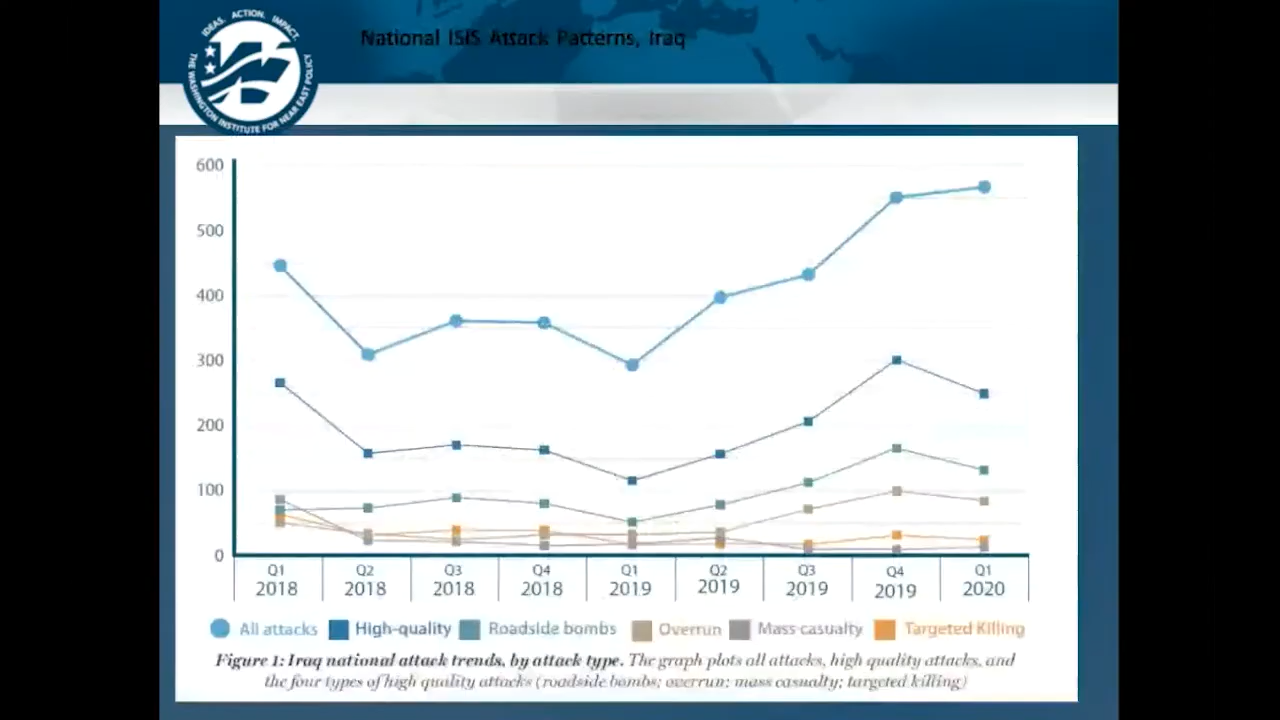 National ISIS Attack Patterns, Iraq
IDEAS. ACTION. IMPACT.
THE WASHINGTON INSTITUTE FOR NEAR EAST POLICY
600
500
400
300
200
100
0
Q1 Q2 Q3 Q4 Q1 Q2 Q3 Q4 Q1
2018 2018 2018 2018 2019 2019 2019 2019 2020
All attacks High-quality Roadside bombs Overrun Mass casualty Targeted Killing
Figure 1: Iraq national attack trends, by attack type. The graph plots all attacks, high quality attacks, and
the four types of high quality attacks (roadside bombs; overrun; mass casualty; targeted killing)